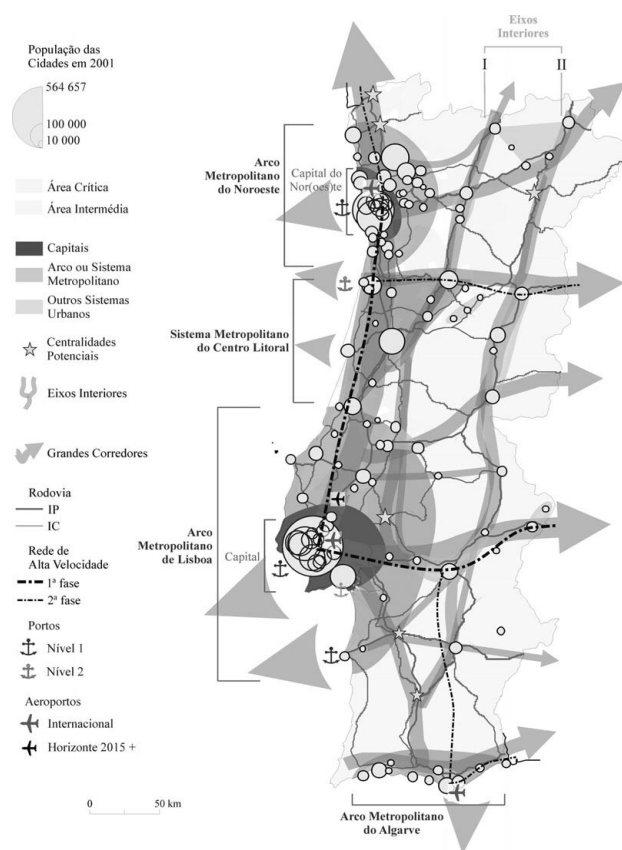 População das
Cidades em 2001
564 657
100 000
10 000
Área Crítica
Área Intermédia
Capitais
Arco ou Sistema
Metropolitano
Outros Sistemas
Urbanos
Centralidades
Potenciais
Eixos Interiores
Grandes Corredores
Rodovia
IP
IC
Rede de
Alta Velocidade
1ª fase
2ª fase
Portos
Nível 1
Nível 2
Aeroportos
Internacional
Horizonte 2015 +
0 50 km
Eixos
Interiores
I II
Arco
Metropolitano
do Noroeste
Capital do
Nor(oes)te
Sistema Metropolitano
do Centro Litoral
Arco
Metropolitano
de Lisboa
Capital
Arco Metropolitano
do Algarve